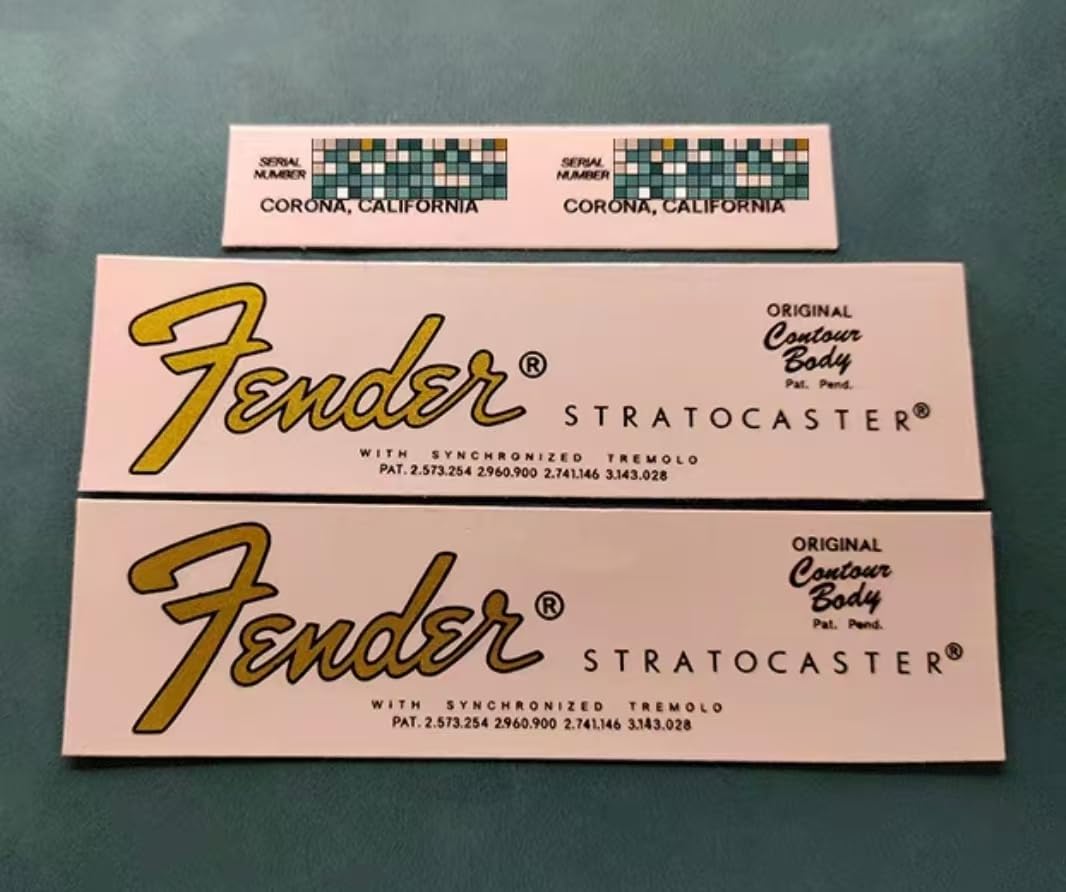 SERIAL NUMBER
CORONA, CALIFORNIA
SERIAL NUMBER
CORONA, CALIFORNIA
Fender®
ORIGINAL
Contour
Body
Pat. Pend.
STRATOCASTER®
WITH SYNCHRONIZED TREMOLO
PAT. 2.573.254 2.960.900 2.741.146 3.143.028
Fender®
ORIGINAL
Contour
Body
Pat. Pend.
STRATOCASTER®
WITH SYNCHRONIZED TREMOLO
PAT. 2.573.254 2.960.900 2.741.146 3.143.028